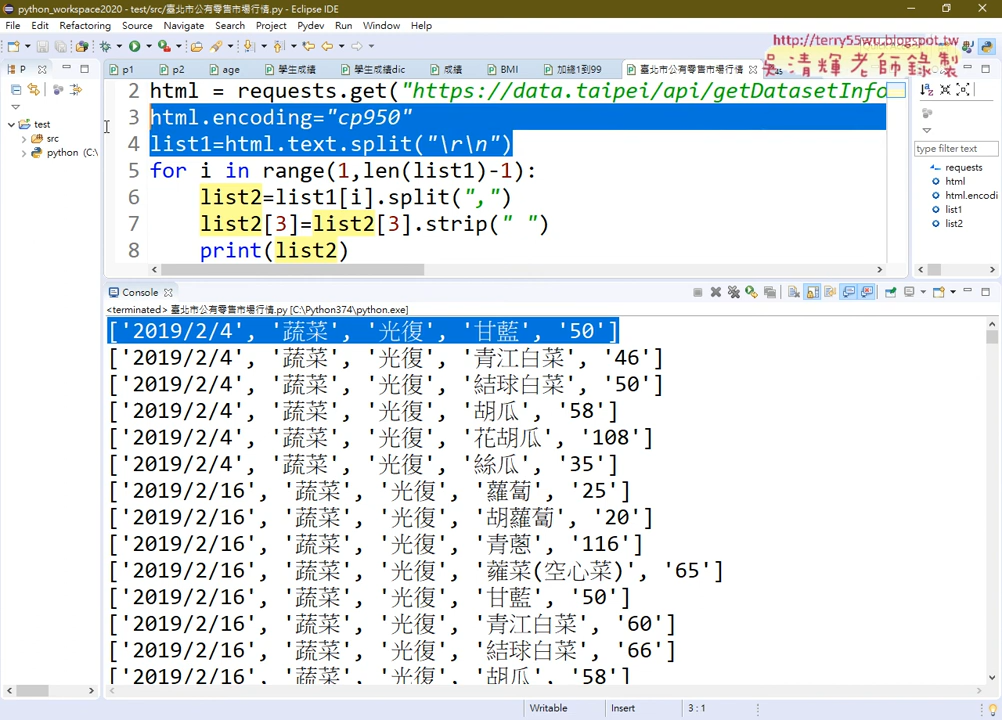 python_workspace2020 - test/src/臺北市公有零售市場行情.py - Eclipse IDE
File Edit Refactoring Source Navigate Search Project Pydev Run Window Help
http://terry55wu.blogspot.tw
吳清輝老師錄製
P
p1 p2 age 學生成績 學生成績dic 成績 BMI 加總1到99 臺北市公有零售市場行情
test
src
python (C:\
2 html = requests.get("https://data.taipei/api/getDatasetInfo
3 html.encoding="cp950"
4 list1=html.text.split("\r\n")
5 for i in range(1,len(list1)-1):
6 list2=list1[i].split(",")
7 list2[3]=list2[3].strip(" ")
8 print(list2)
type filter text
requests
html
html.encodi
list1
list2
Console
<terminated> 臺北市公有零售市場行情.py [C:\Python374\python.exe]
['2019/2/4', '蔬菜', '光復', '甘藍', '50']
['2019/2/4', '蔬菜', '光復', '青江白菜', '46']
['2019/2/4', '蔬菜', '光復', '結球白菜', '50']
['2019/2/4', '蔬菜', '光復', '胡瓜', '58']
['2019/2/4', '蔬菜', '光復', '花胡瓜', '108']
['2019/2/4', '蔬菜', '光復', '絲瓜', '35']
['2019/2/16', '蔬菜', '光復', '蘿蔔', '25']
['2019/2/16', '蔬菜', '光復', '胡蘿蔔', '20']
['2019/2/16', '蔬菜', '光復', '青蔥', '116']
['2019/2/16', '蔬菜', '光復', '蕹菜(空心菜)', '65']
['2019/2/16', '蔬菜', '光復', '甘藍', '50']
['2019/2/16', '蔬菜', '光復', '青江白菜', '60']
['2019/2/16', '蔬菜', '光復', '結球白菜', '66']
['2019/2/16', '蔬菜', '光復', '胡瓜', '58']
Writable Insert 3 : 1